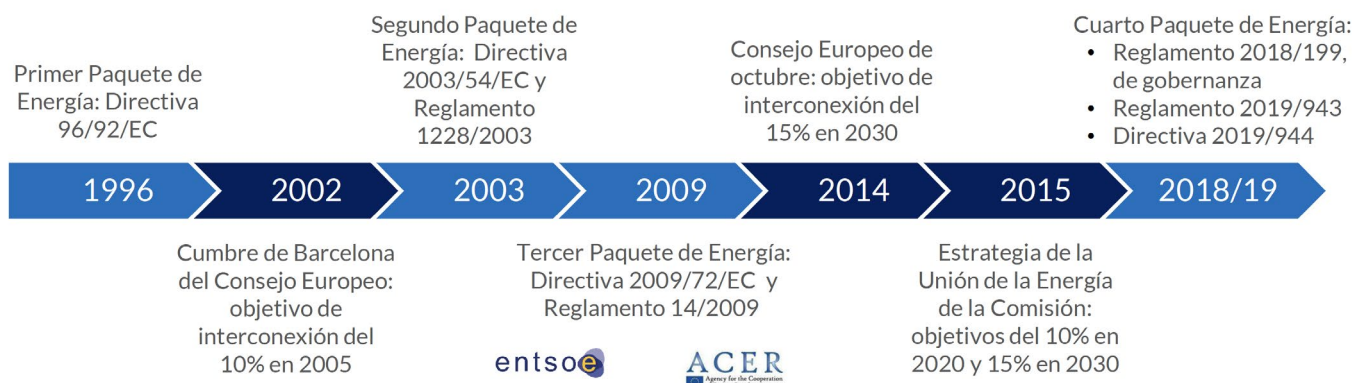 Primer Paquete de
Energía: Directiva
96/92/EC
Segundo Paquete de
Energía:  Directiva
2003/54/EC y
Reglamento
1228/2003
Consejo Europeo de
octubre: objetivo de
interconexión del
15% en 2030
Cuarto Paquete de Energía:
• Reglamento 2018/199,
de gobernanza
• Reglamento 2019/943
• Directiva 2019/944
1996
2002
2003
2009
2014
2015
2018/19
Cumbre de Barcelona
del Consejo Europeo:
objetivo de
interconexión del
10% en 2005
Tercer Paquete de Energía:
Directiva 2009/72/EC  y
Reglamento 14/2009
entsoe
ACER
Agency for the Cooperation
Estrategia de la
Unión de la Energía
de la Comisión:
objetivos del 10% en
2020 y 15% en 2030